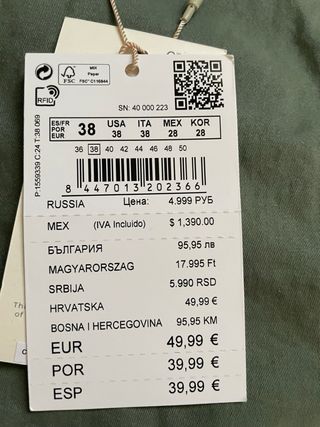 MIX
Paper
FSC
FSC® C116844
RFID
SN: 40 000 223
P:1559339 C:24 T:38 069
ES/FR USA ITA MEX KOR
POR 38 38 38 28 28
EUR
36 38 40 42 44 46 48 50
8 447013 202366
RUSSIA Цена: 4.999 РУБ
MEX (IVA Incluido) $ 1,390.00
БЪЛГАРИЯ 95,95 лв
MAGYARORSZAG 17.995 Ft
SRBIJA 5.990 RSD
HRVATSKA 49,99 €
BOSNA I HERCEGOVINA 95,95 KM
EUR 49,99 €
POR 39,99 €
ESP 39,99 €